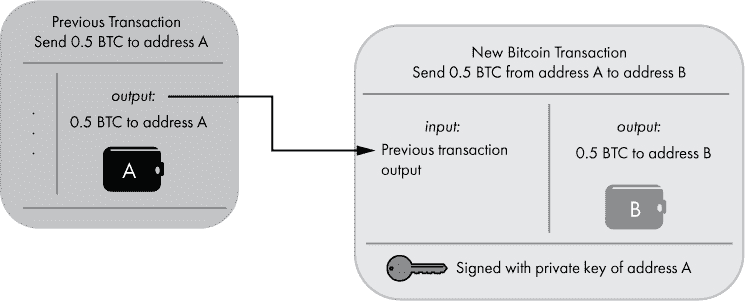 Previous Transaction
Send 0.5 BTC to address A
output:
0.5 BTC to address A
A
New Bitcoin Transaction
Send 0.5 BTC from address A to address B
input:
Previous transaction
output
output:
0.5 BTC to address B
B
Signed with private key of address A